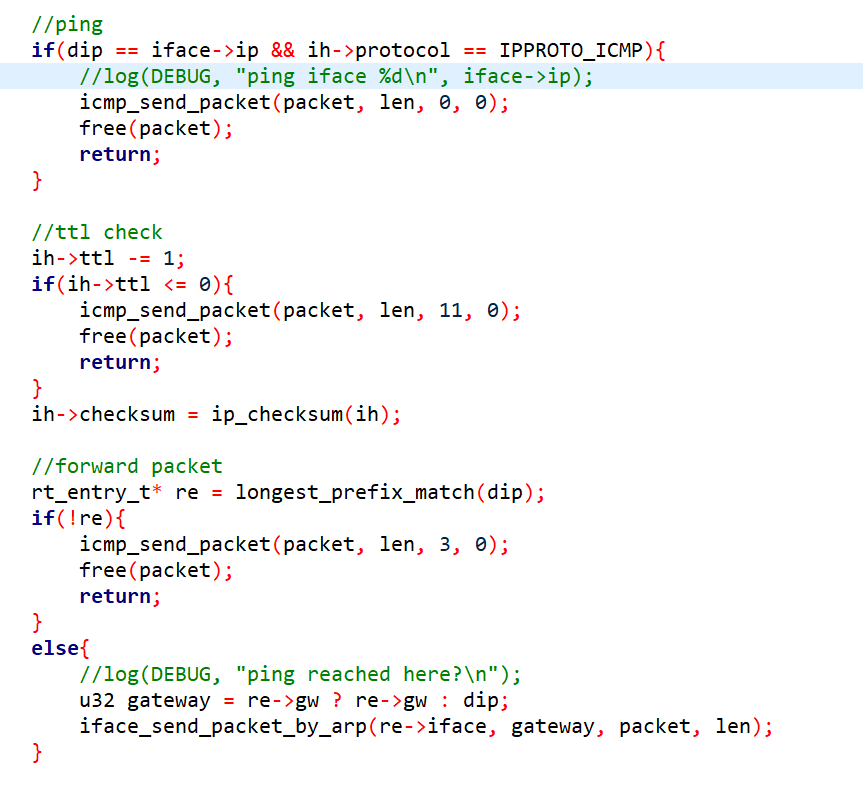 //ping
if(dip == iface->ip && ih->protocol == IPPROTO_ICMP){
    //log(DEBUG, "ping iface %d\n", iface->ip);
    icmp_send_packet(packet, len, 0, 0);
    free(packet);
    return;
}

//ttl check
ih->ttl -= 1;
if(ih->ttl <= 0){
    icmp_send_packet(packet, len, 11, 0);
    free(packet);
    return;
}
ih->checksum = ip_checksum(ih);

//forward packet
rt_entry_t* re = longest_prefix_match(dip);
if(!re){
    icmp_send_packet(packet, len, 3, 0);
    free(packet);
    return;
}
else{
    //log(DEBUG, "ping reached here?\n");
    u32 gateway = re->gw ? re->gw : dip;
    iface_send_packet_by_arp(re->iface, gateway, packet, len);
}